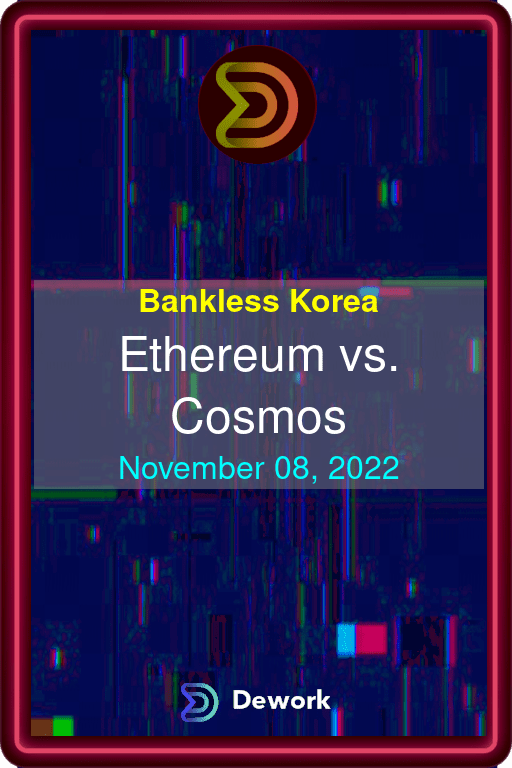 Bankless Korea
Ethereum vs.
Cosmos
November 08, 2022
Dework